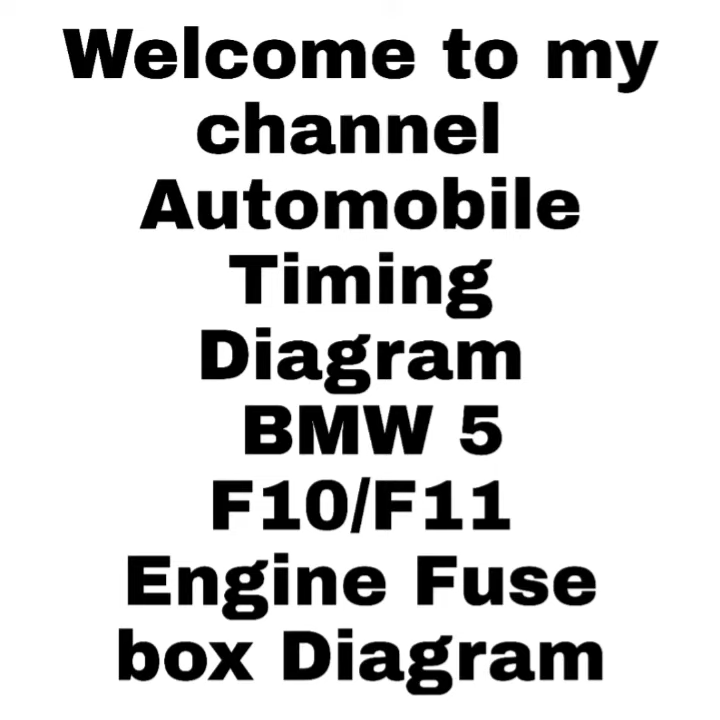 Welcome to my
channel
Automobile
Timing
Diagram
BMW 5
F10/F11
Engine Fuse
box Diagram